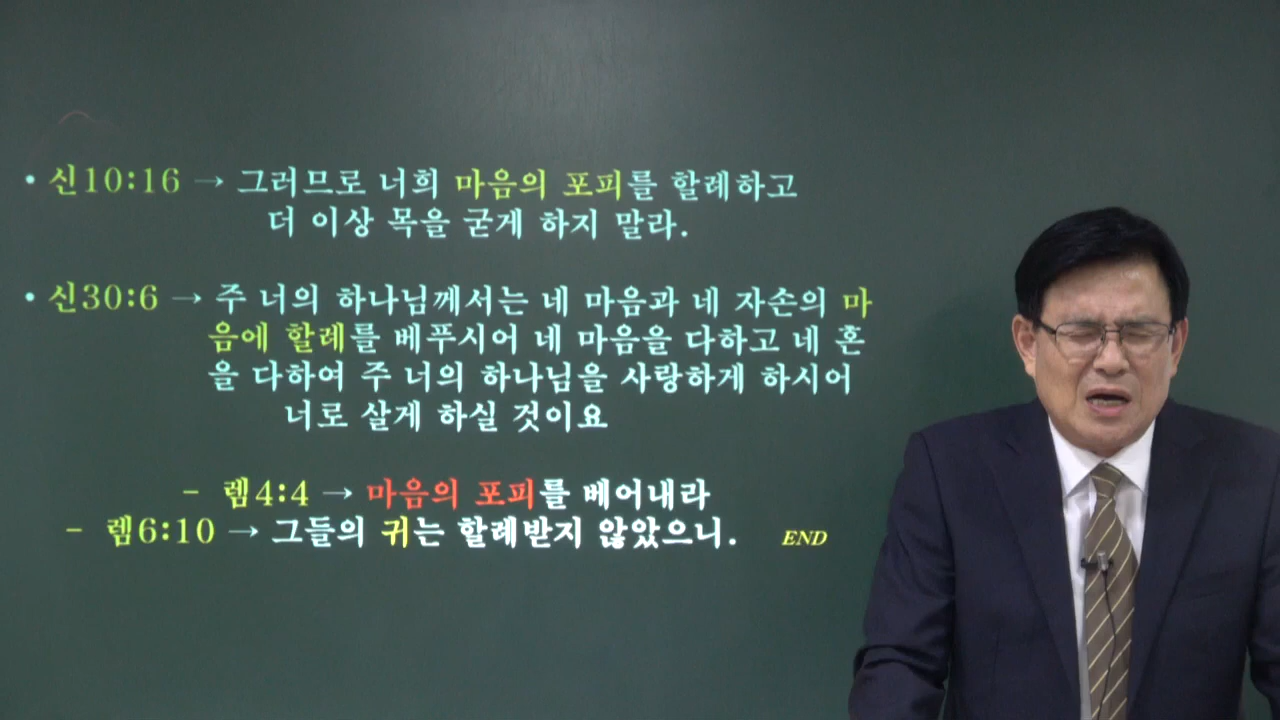 • 신10:16 → 그러므로 너희 마음의 포피를 할례하고
더 이상 목을 굳게 하지 말라.
• 신30:6 → 주 너의 하나님께서는 네 마음과 네 자손의 마
음에 할례를 베푸시어 네 마음을 다하고 네 혼
을 다하여 주 너의 하나님을 사랑하게 하시어
너로 살게 하실 것이요
- 렘4:4 → 마음의 포피를 베어내라
- 렘6:10 → 그들의 귀는 할례받지 않았으니. END